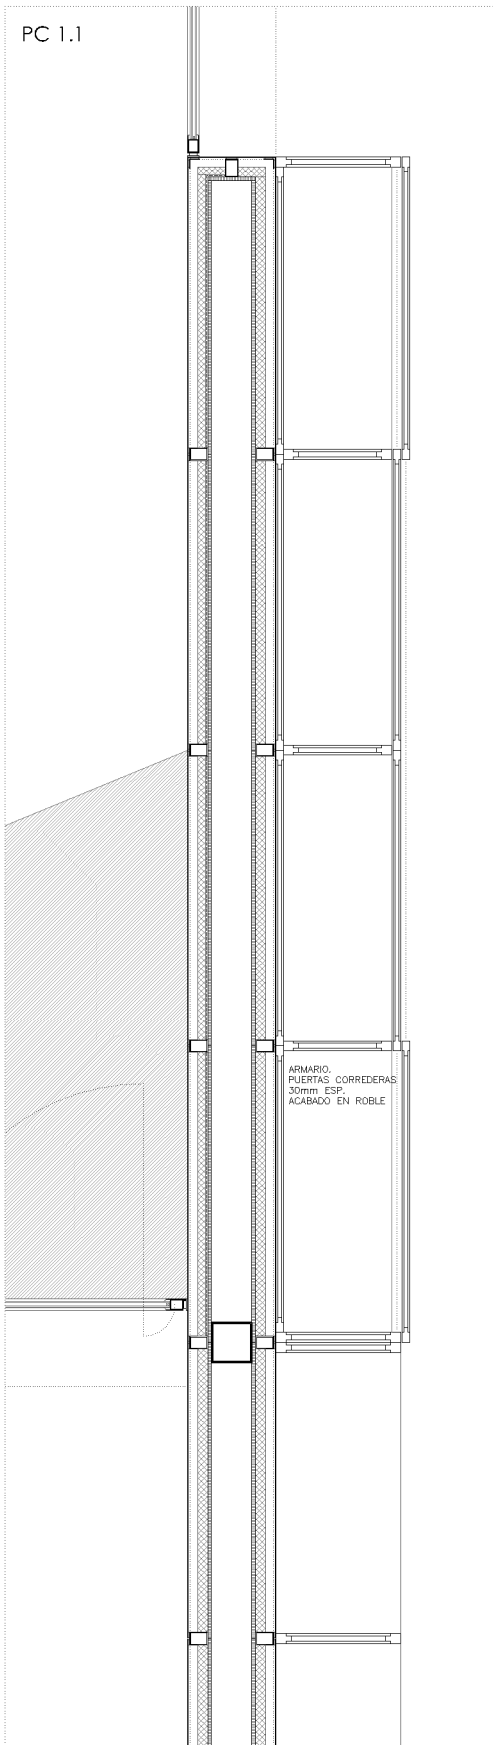 PC 1.1
ARMARIO.
PUERTAS CORREDERAS
30mm ESP.
ACABADO EN ROBLE